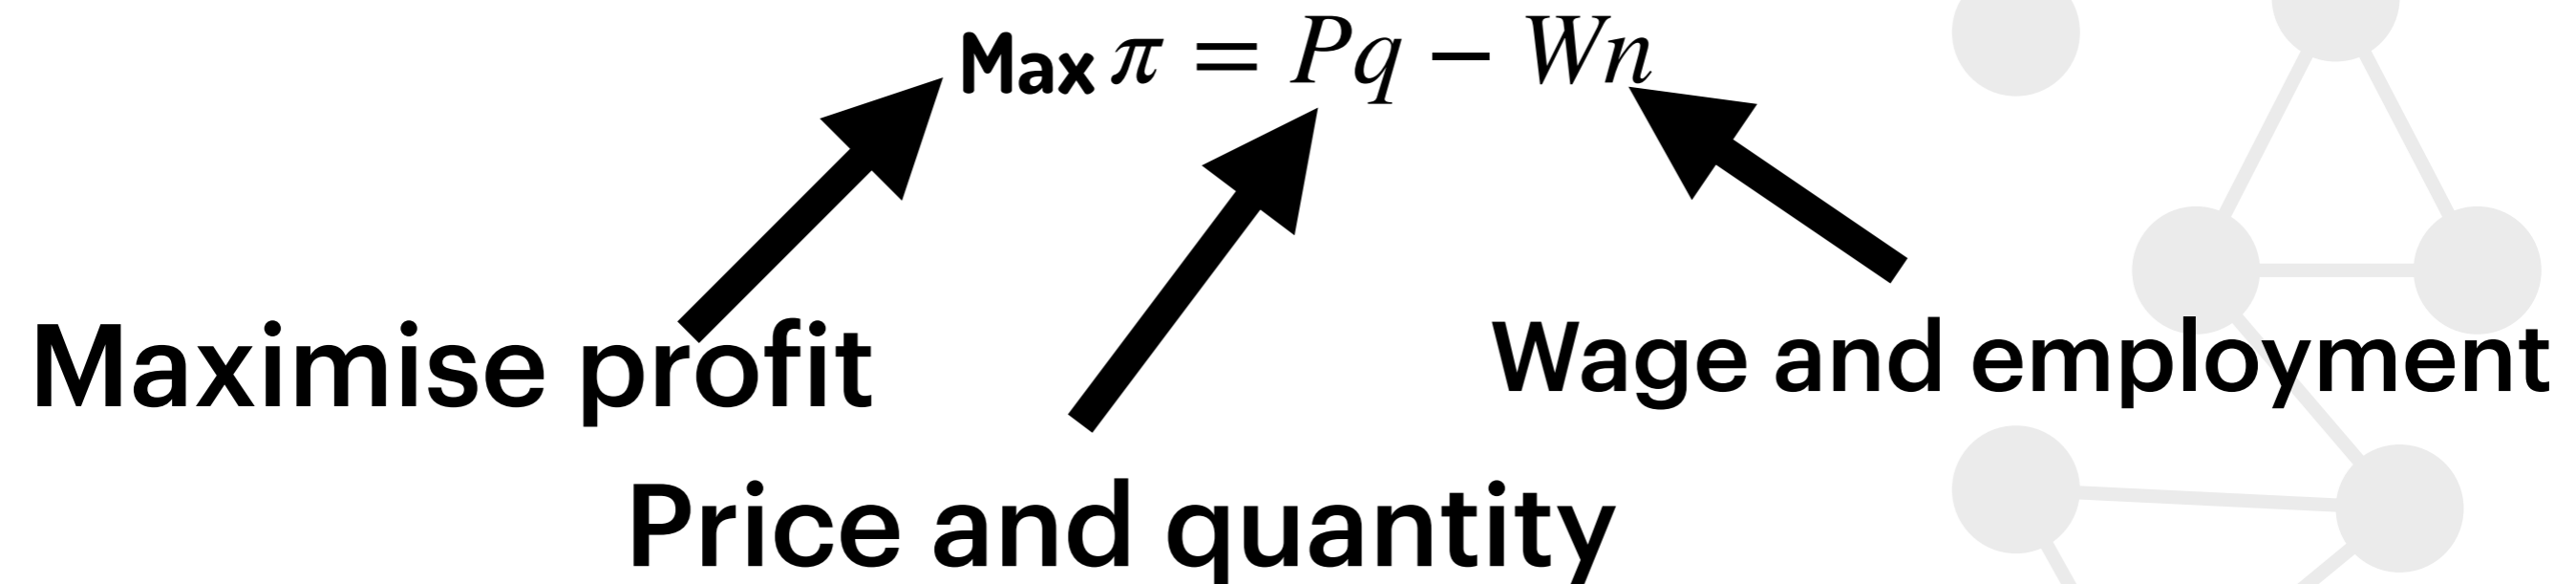 Max π = Pq − Wn
Maximise profit
Wage and employment
Price and quantity